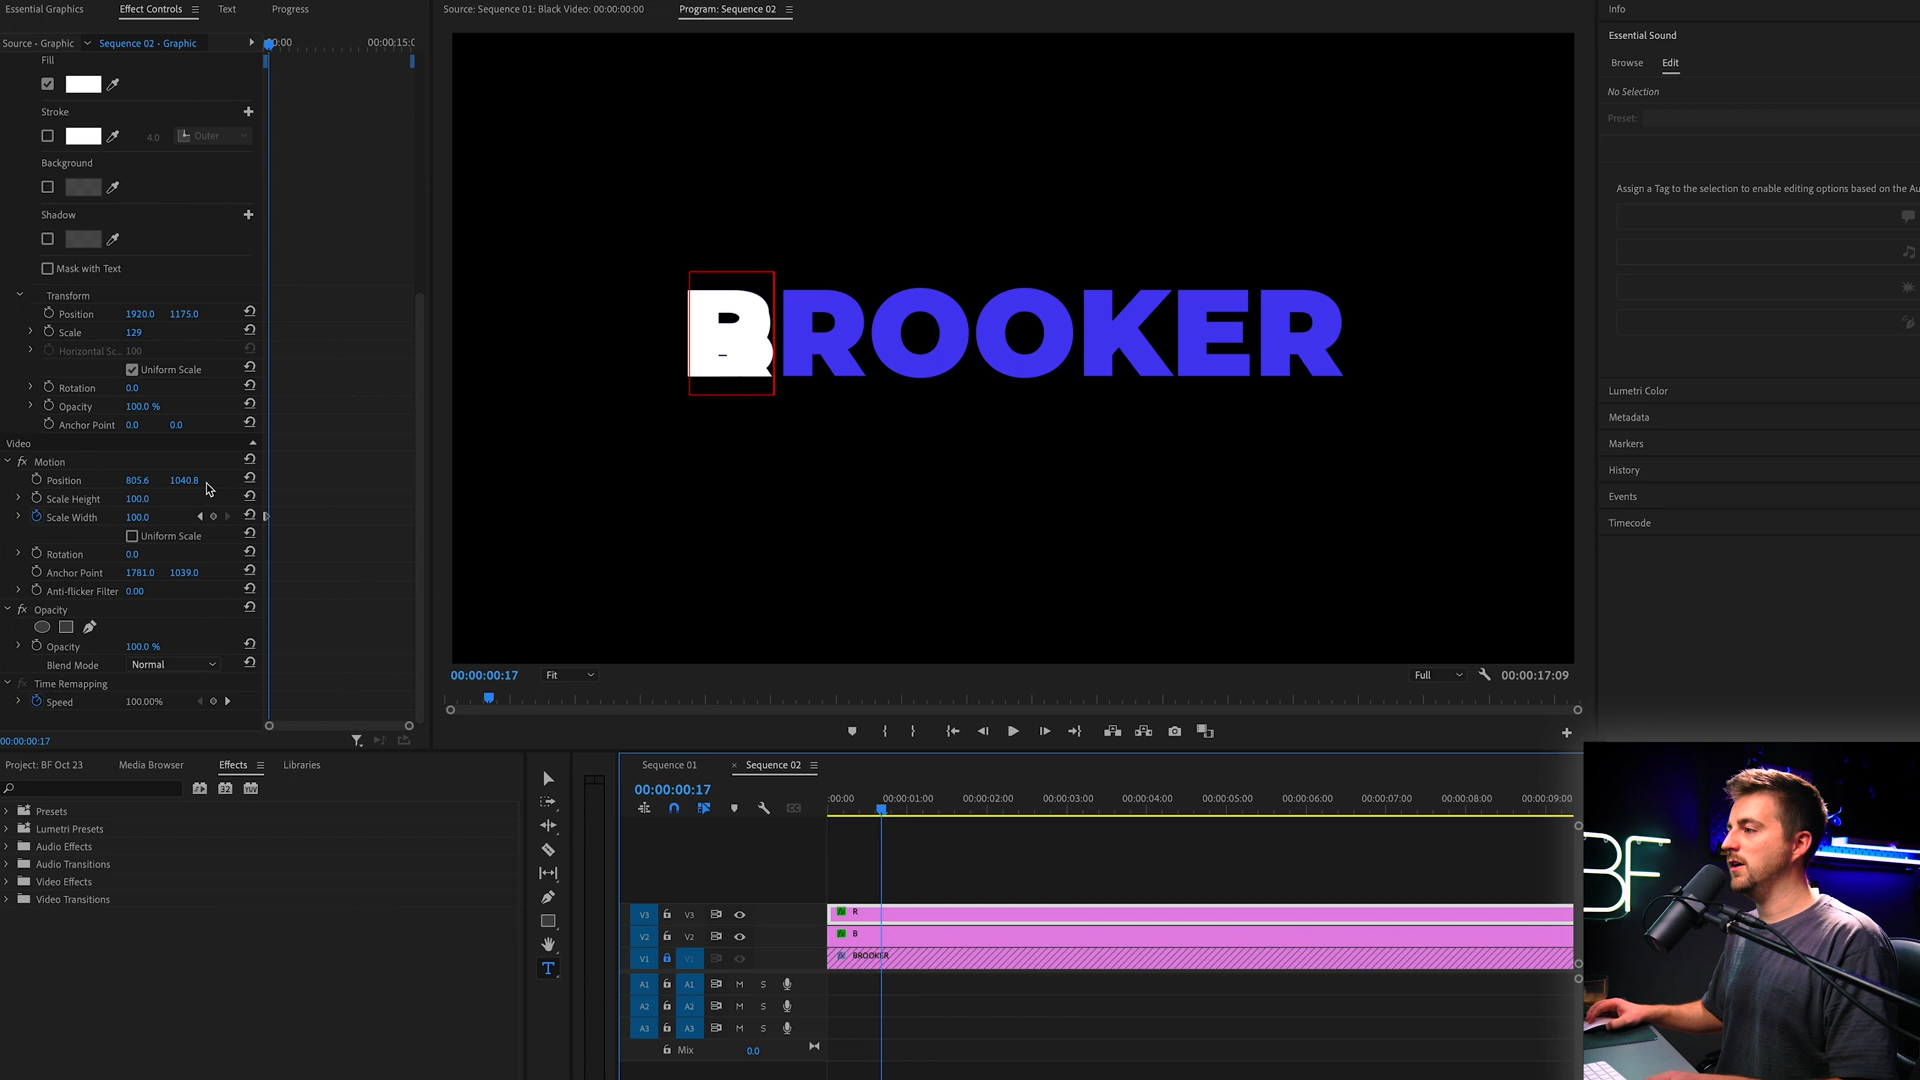 Essential Graphics
Effect Controls
Text
Progress
Source: Sequence 01: Black Video: 00:00:00:00
Program: Sequence 02
Info
Source • Graphic
Sequence 02 • Graphic
:00:00
00:00:15:0
Essential Sound
Browse
Edit
No Selection
Preset:
Fill
Stroke
4.0
Outer
Background
Shadow
Mask with Text
Assign a Tag to the selection to enable editing options based on the Au
BROOKER
Transform
Position 1920.0 1175.0
Scale 129
Horizontal Sc... 100
Uniform Scale
Rotation 0.0
Opacity 100.0 %
Anchor Point 0.0 0.0
Video
Motion
Position 805.6 1040.8
Scale Height 100.0
Scale Width 100.0
Uniform Scale
Rotation 0.0
Anchor Point 1781.0 1039.0
Anti-flicker Filter 0.00
Opacity
Opacity 100.0 %
Blend Mode Normal
Time Remapping
Speed 100.00%
00:00:00:17
Lumetri Color
Metadata
Markers
History
Events
Timecode
00:00:00:17
Fit
Full
00:00:17:09
Project: BF Oct 23
Media Browser
Effects
Libraries
32
YUV
Presets
Lumetri Presets
Audio Effects
Audio Transitions
Video Effects
Video Transitions
Sequence 01
× Sequence 02
00:00:00:17
:00:00 00:00:01:00 00:00:02:00 00:00:03:00 00:00:04:00 00:00:05:00 00:00:06:00 00:00:07:00 00:00:08:00 00:00:09:00
V3 V3 fx R
V2 V2 fx B
V1 V1 fx BROOKER
A1 A1 M S
A2 A2 M S
A3 A3 M S
Mix 0.0
BF